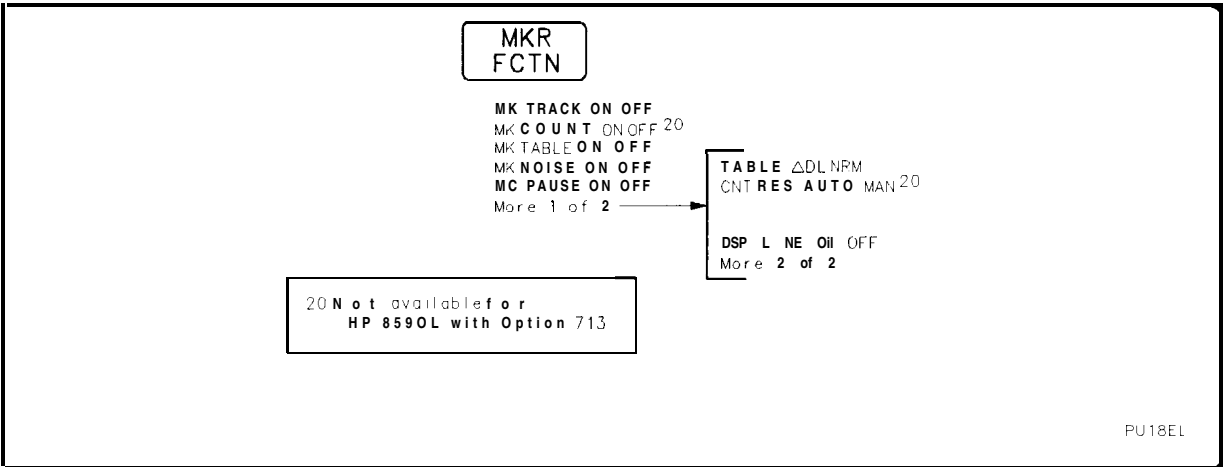 MKR
FCTN
MK TRACK ON OFF
MK COUNT ON OFF 20
MK TABLE ON OFF
MK NOISE ON OFF
MC PAUSE ON OFF
More 1 of 2
TABLE ΔDL NRM
CNT RES AUTO MAN 20
DSP L NE Oil OFF
More 2 of 2
20 Not available for
HP 859OL with Option 713
PU18EL